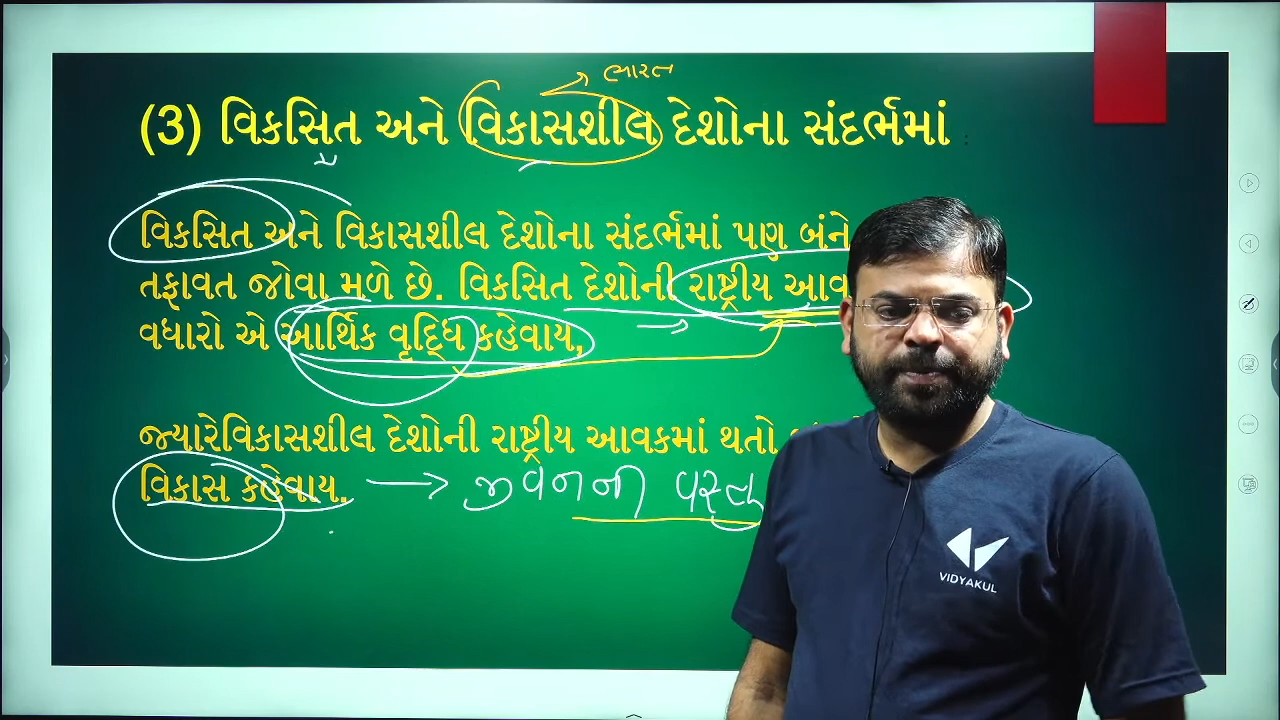 ભારત
(3) વિકસિત અને વિકાસશીલ દેશોના સંદર્ભમાં :
વિકસિત અને વિકાસશીલ દેશોના સંદર્ભમાં પણ બંને
તફાવત જોવા મળે છે. વિકસિત દેશોની રાષ્ટ્રીય આવ
વધારો એ આર્થિક વૃદ્ધિ કહેવાય,
જ્યારેવિકાસશીલ દેશોની રાષ્ટ્રીય આવકમાં થતો
વિકાસ કહેવાય. જીવનની વસ્તુ
VIDYAKUL